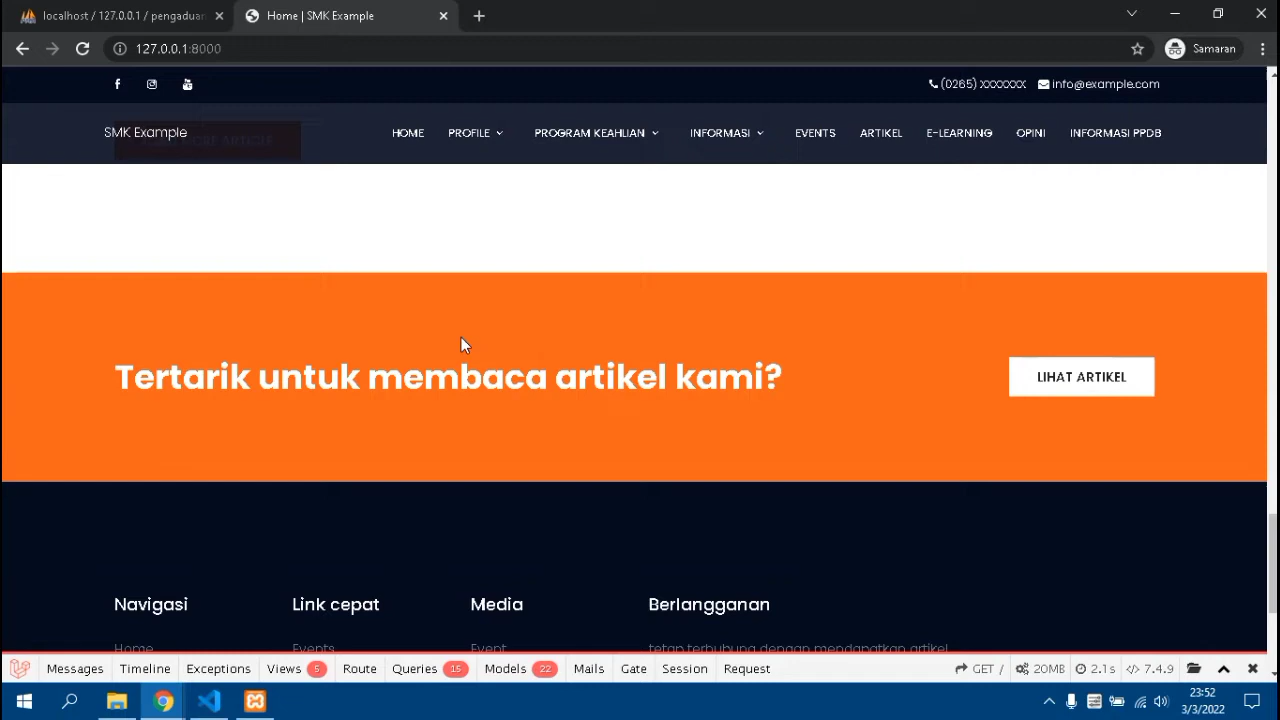 localhost / 127.0.0.1 / pengaduan
Home | SMK Example
127.0.0.1:8000
Samaran
(0265) XXXXXXX
info@example.com
SMK Example
HOME
PROFILE
PROGRAM KEAHLIAN
INFORMASI
EVENTS
ARTIKEL
E-LEARNING
OPINI
INFORMASI PPDB
MORE ARTICLE
Tertarik untuk membaca artikel kami?
LIHAT ARTIKEL
Navigasi
Link cepat
Media
Berlangganan
Home
Events
Event
tetap terhubung dengan mendapatkan artikel
Messages
Timeline
Exceptions
Views 5
Route
Queries 15
Models 22
Mails
Gate
Session
Request
GET /
20MB
2.1s
7.4.9
23:52
3/3/2022